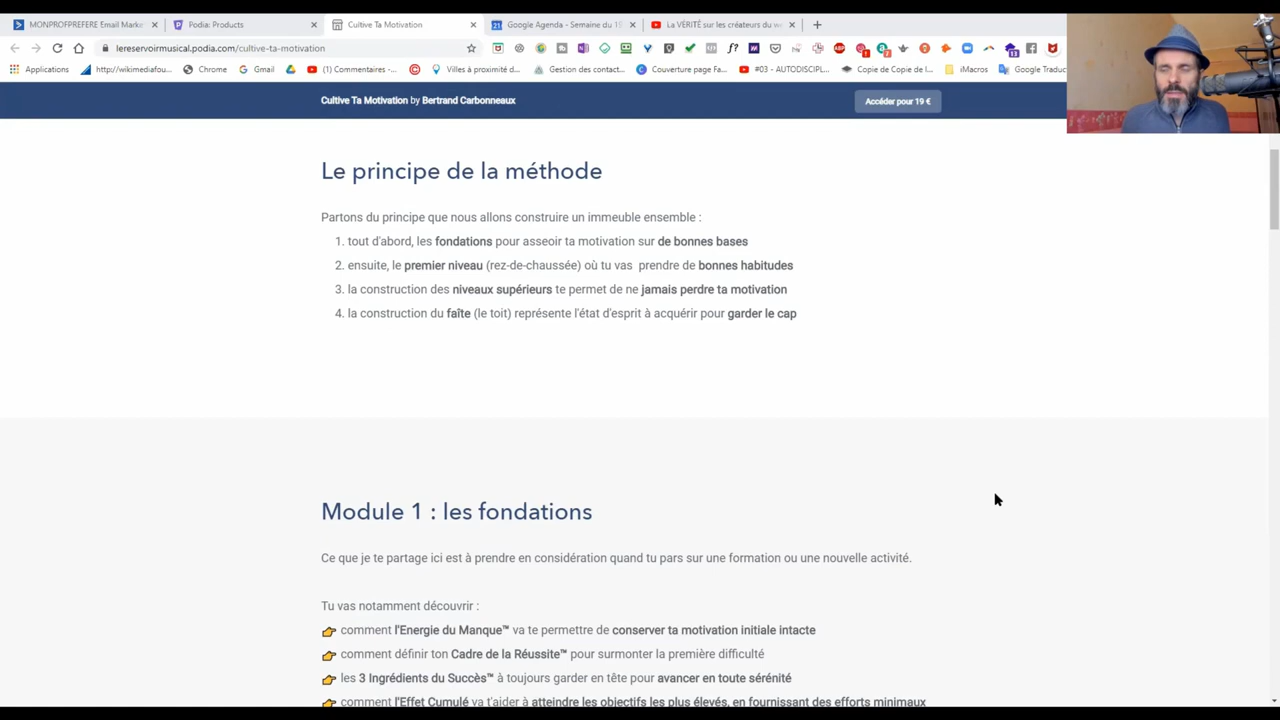 MONPROFPREFERE Email Marke
Podia: Products
Cultive Ta Motivation
Google Agenda - Semaine du 1
La VÉRITÉ sur les créateurs du w
lereservoirmusical.podia.com/cultive-ta-motivation
Applications
http://wikimediafou...
Chrome
Gmail
(1) Commentaires -...
Villes à proximité d...
Gestion des contact...
Couverture page Fa...
#03 - AUTODISCIPL...
Copie de Copie de l...
iMacros
Google Traduc
Cultive Ta Motivation by Bertrand Carbonneaux
Accéder pour 19 €
Le principe de la méthode
Partons du principe que nous allons construire un immeuble ensemble :
1. tout d'abord, les fondations pour asseoir ta motivation sur de bonnes bases
2. ensuite, le premier niveau (rez-de-chaussée) où tu vas prendre de bonnes habitudes
3. la construction des niveaux supérieurs te permet de ne jamais perdre ta motivation
4. la construction du faîte (le toit) représente l'état d'esprit à acquérir pour garder le cap
Module 1 : les fondations
Ce que je te partage ici est à prendre en considération quand tu pars sur une formation ou une nouvelle activité.
Tu vas notamment découvrir :
comment l'Energie du Manque™ va te permettre de conserver ta motivation initiale intacte
comment définir ton Cadre de la Réussite™ pour surmonter la première difficulté
les 3 Ingrédients du Succès™ à toujours garder en tête pour avancer en toute sérénité
comment l'Effet Cumulé va t'aider à atteindre les objectifs les plus élevés, en fournissant des efforts minimaux